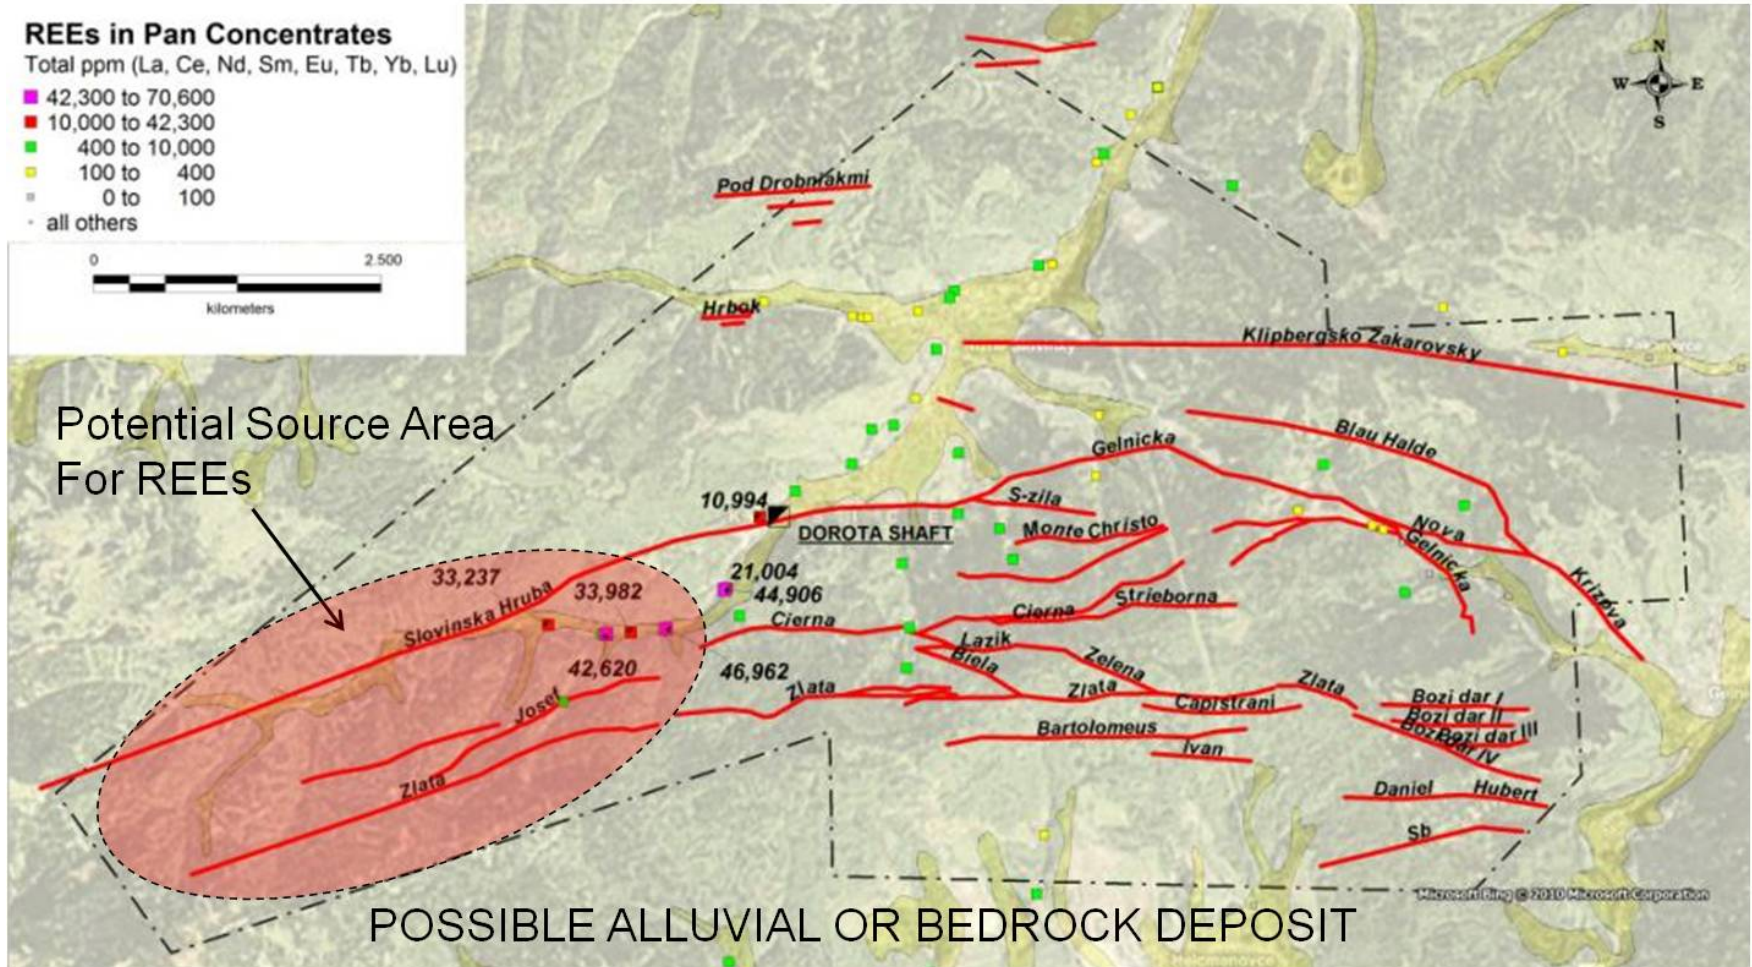 REEs in Pan Concentrates
Total ppm (La, Ce, Nd, Sm, Eu, Tb, Yb, Lu)
42,300 to 70,600
10,000 to 42,300
400 to 10,000
100 to 400
0 to 100
all others
0 2.500
kilometers
N
W E
S
Pod Drobniakmi
Hrbok
Klipbergsko Zakarovsky
Potential Source Area
For REEs
Blau Halde
Gelnicka
10,994
S-zila
DOROTA SHAFT
Monte Christo
Nova
Gelnicka
33,237
33,982
21,004
44,906
Slovinska Hruba
Cierna
Cierna
Strieborna
Krizova
Lazik
Biela
Zelena
42,620
46,962
Josef
Zlata
Zlata
Zlata
Capistrani
Bozi dar I
Bozi dar II
Bozi dar III
Bozi dar IV
Bartolomeus
Ivan
Zlata
Daniel Hubert
Sb
Microsoft Bing © 2010 Microsoft Corporation
POSSIBLE ALLUVIAL OR BEDROCK DEPOSIT